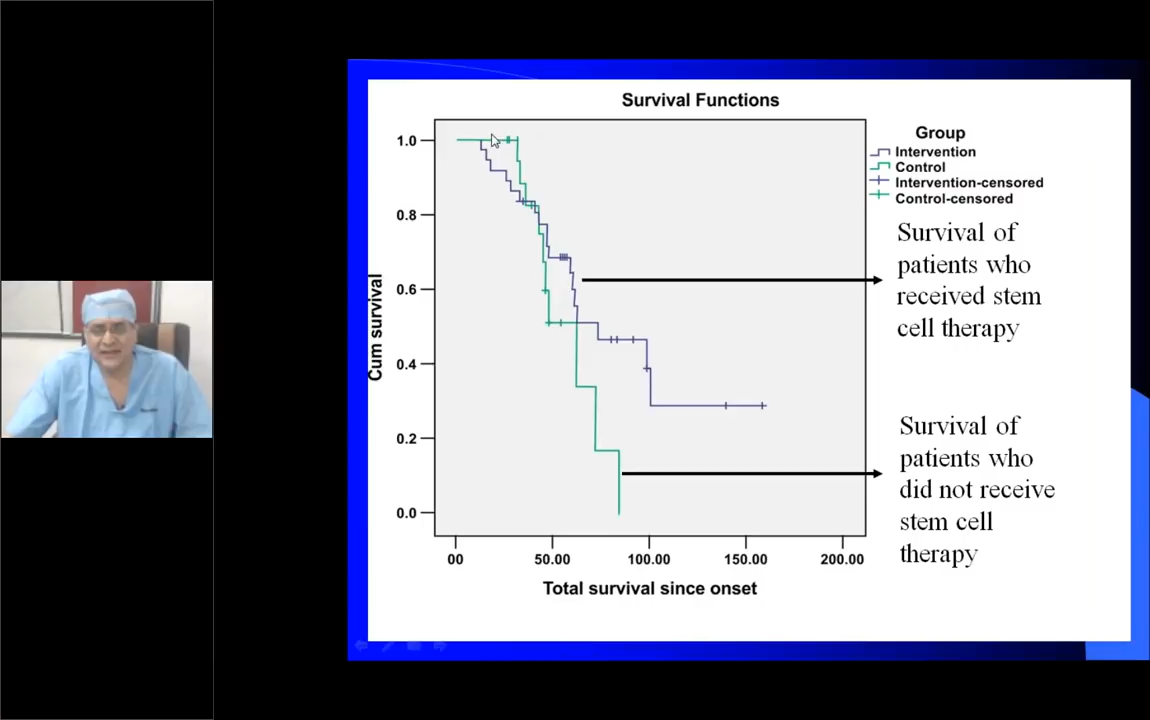 Survival Functions
Group
Intervention
Control
Intervention-censored
Control-censored
1.0
0.8
0.6
0.4
0.2
0.0
Cum survival
00 50.00 100.00 150.00 200.00
Total survival since onset
Survival of
patients who
received stem
cell therapy
Survival of
patients who
did not receive
stem cell
therapy